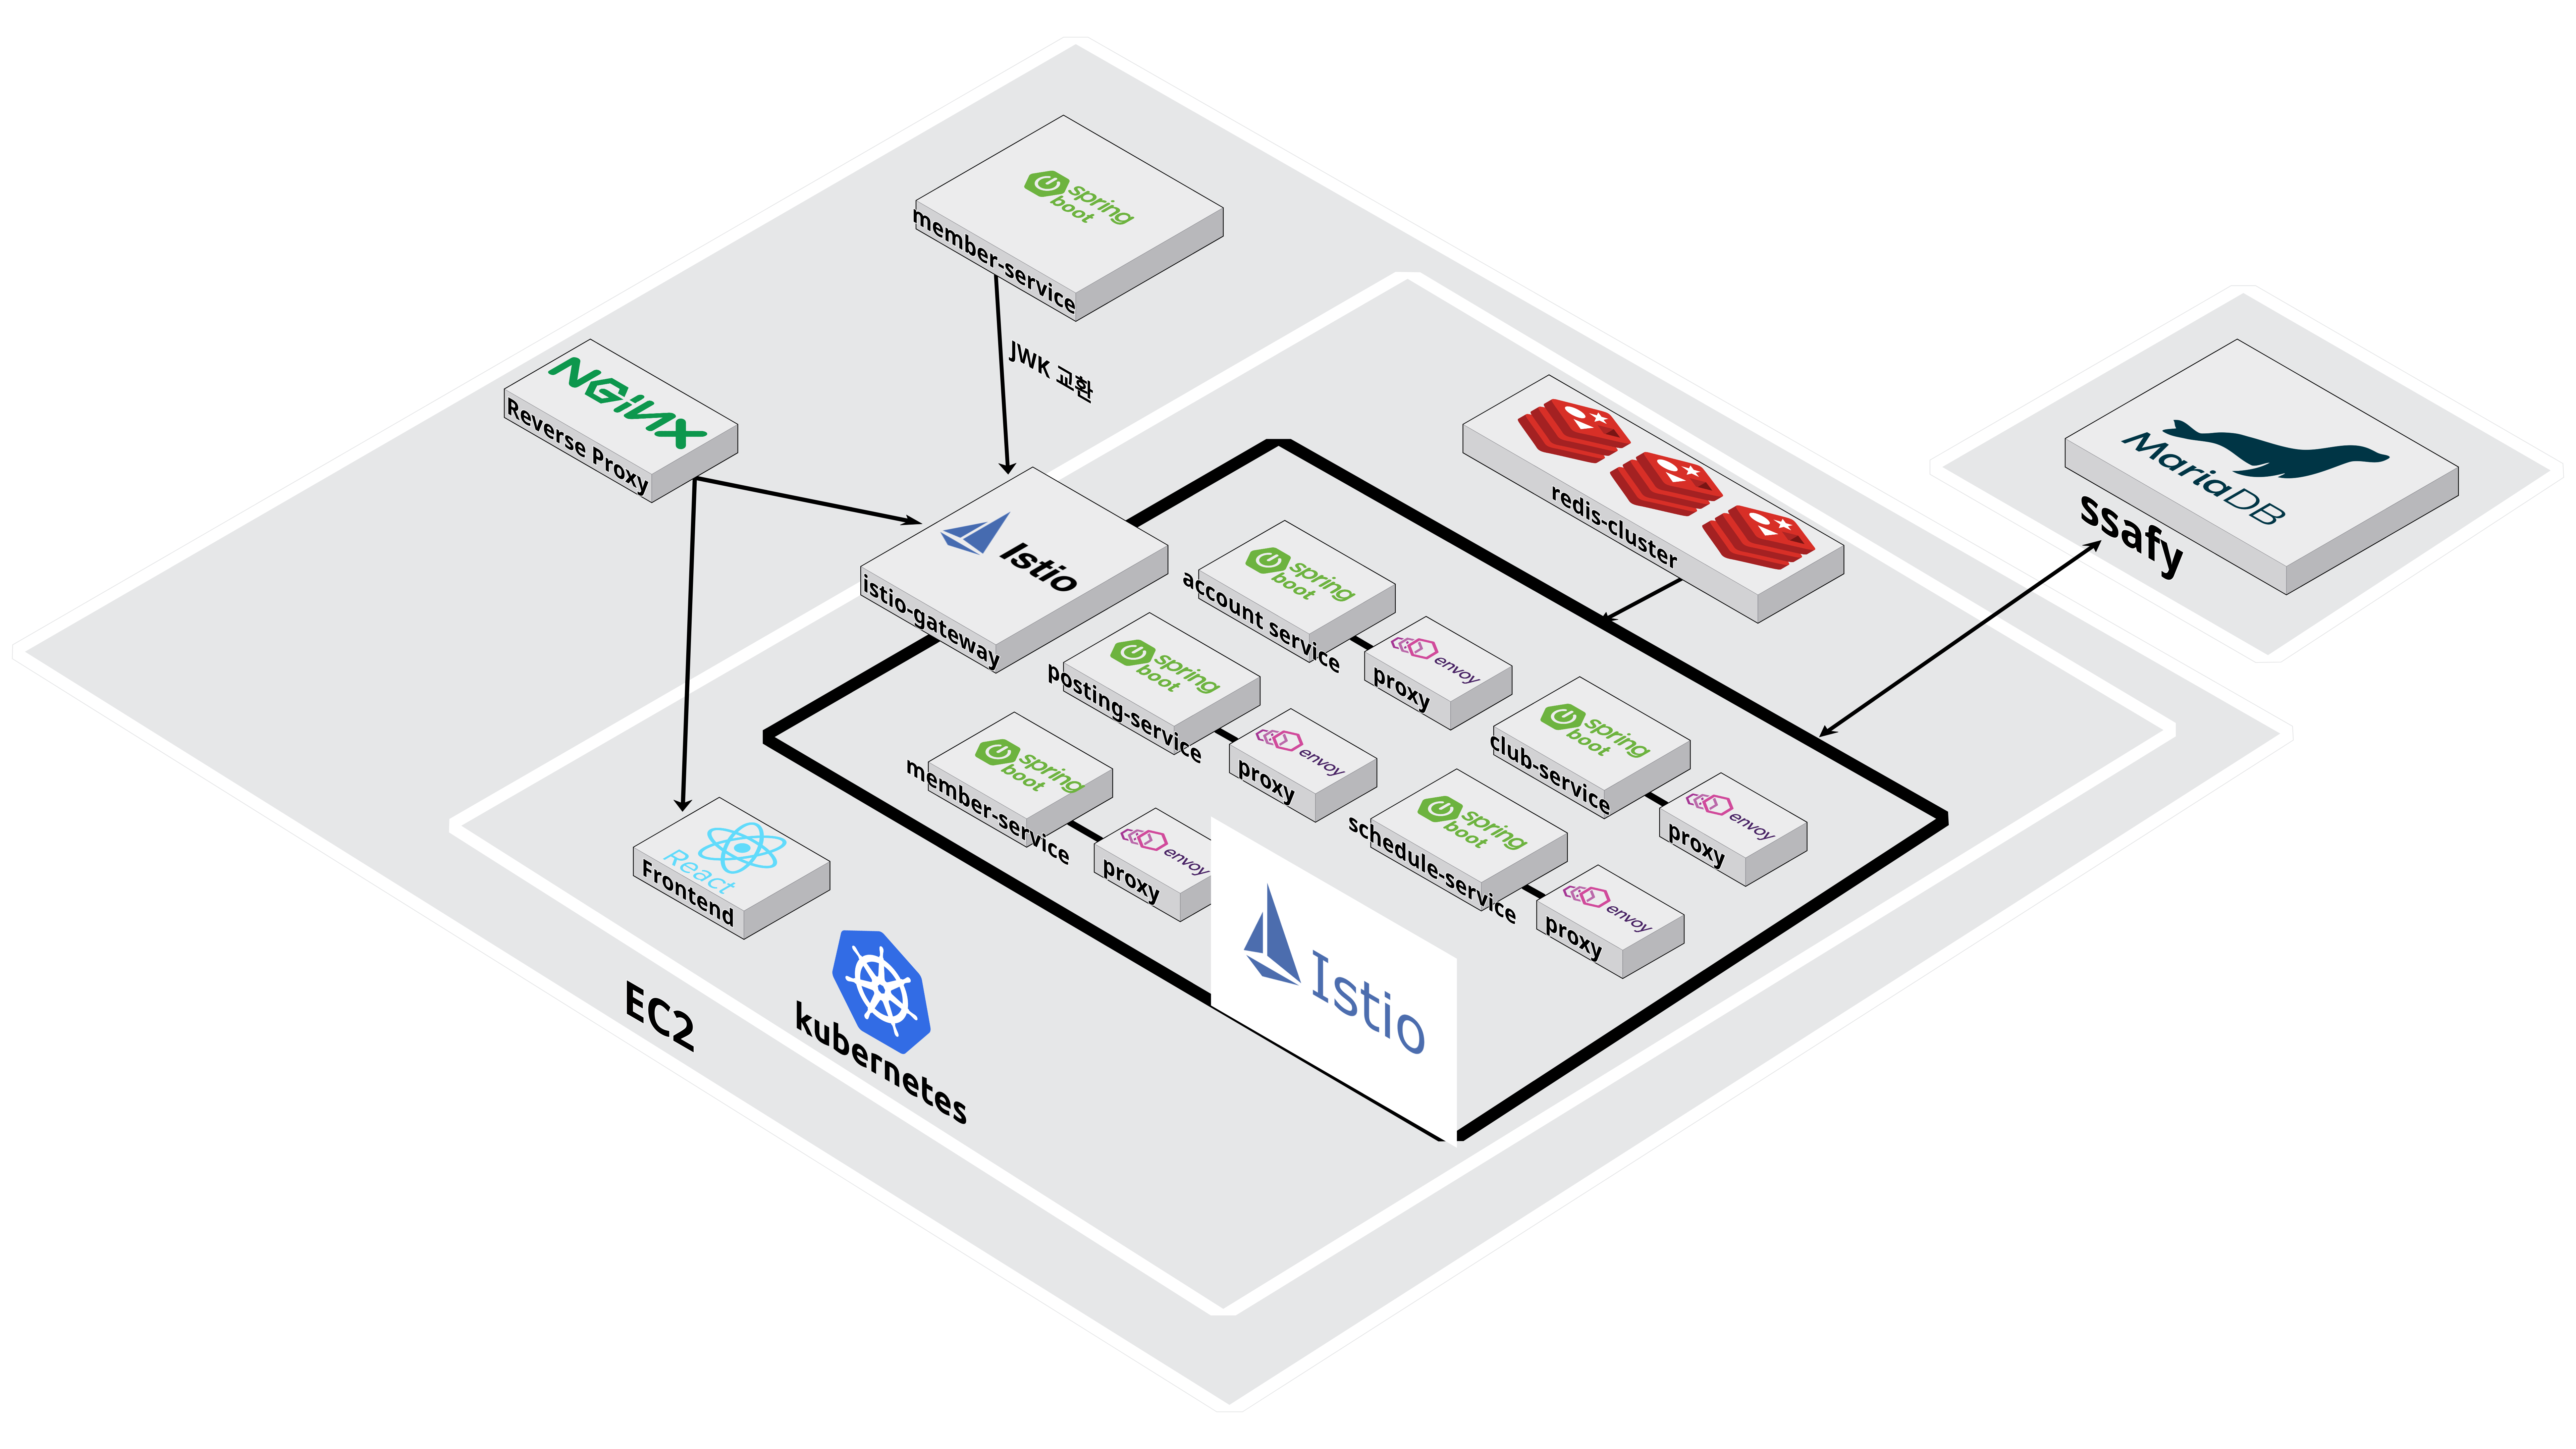 spring
boot
member-service
JWK 교환
NGiNX
Reverse Proxy
Istio
istio-gateway
redis-cluster
MariaDB
ssafy
spring
boot
account service
envoy
proxy
spring
boot
posting-service
envoy
proxy
spring
boot
member-service
envoy
proxy
spring
boot
club-service
envoy
proxy
spring
boot
schedule-service
envoy
proxy
React
Frontend
Istio
EC2
kubernetes